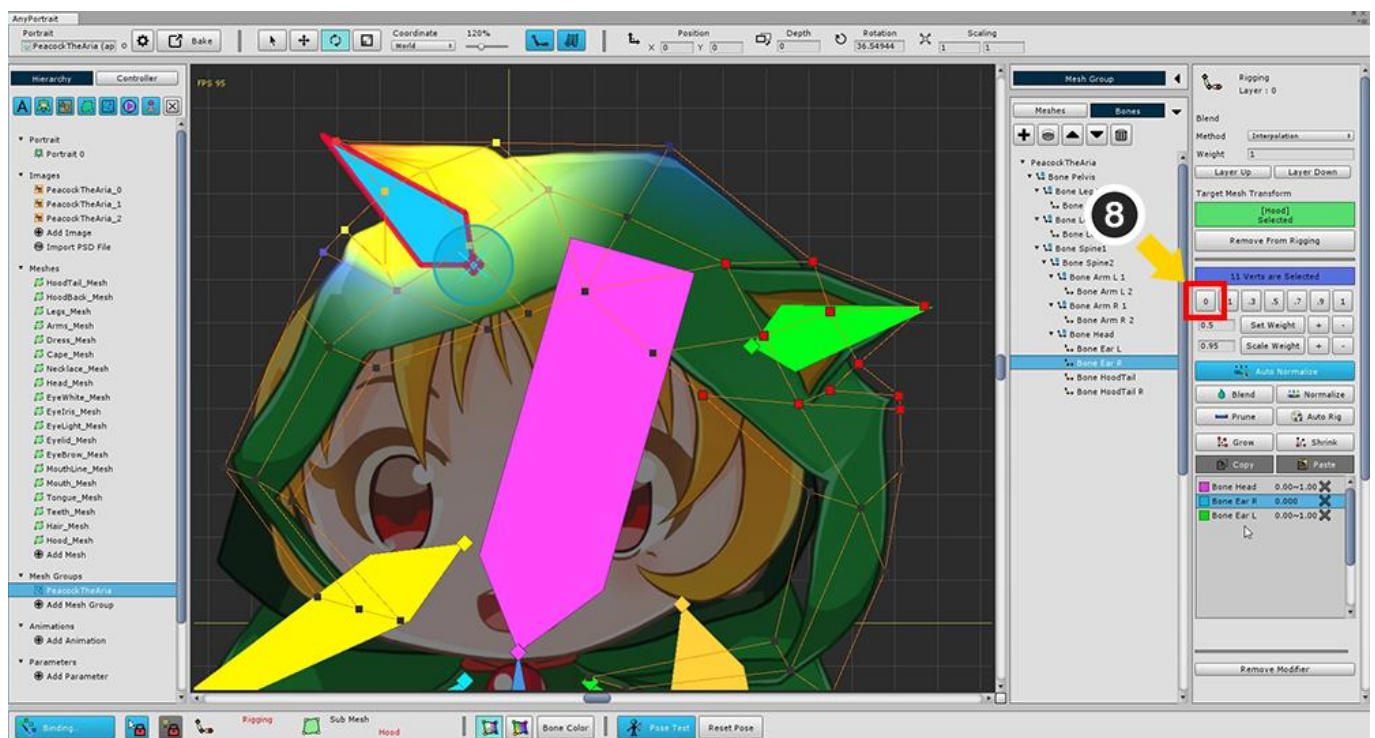 AnyPortrait
Portrait
PeacockTheAria (ap
Bake
Coordinate
World
120%
Position
X 0 Y 0
Depth
0
Rotation
36.54944
Scaling
1 1
Hierarchy Controller
Portrait
Portrait 0
Images
PeacockTheAria_0
PeacockTheAria_1
PeacockTheAria_2
Add Image
Import PSD File
Meshes
HoodTail_Mesh
HoodBack_Mesh
Legs_Mesh
Arms_Mesh
Dress_Mesh
Cape_Mesh
Necklace_Mesh
Head_Mesh
EyeWhite_Mesh
EyeIris_Mesh
EyeLight_Mesh
Eyelid_Mesh
EyeBrow_Mesh
MouthLine_Mesh
Mouth_Mesh
Tongue_Mesh
Teeth_Mesh
Hair_Mesh
Hood_Mesh
Add Mesh
Mesh Groups
PeacockTheAria
Add Mesh Group
Animations
Add Animation
Parameters
Add Parameter
FPS 95
Mesh Group
Meshes Bones
PeacockTheAria
Bone Pelvis
Bone Leg
Bone
Bone L
Bone L
Bone Spine1
Bone Spine2
Bone Arm L 1
Bone Arm L 2
Bone Arm R 1
Bone Arm R 2
Bone Head
Bone Ear L
Bone Ear R
Bone HoodTail
Bone HoodTail R
8
Rigging
Layer : 0
Blend
Method Interpolation
Weight 1
Layer Up Layer Down
Target Mesh Transform
[Hood]
Selected
Remove From Rigging
11 Verts are Selected
0 .1 .3 .5 .7 .9 1
0.5 Set Weight + -
0.95 Scale Weight + -
Auto Normalize
Blend Normalize
Prune Auto Rig
Grow Shrink
Copy Paste
Bone Head 0.00~1.00
Bone Ear R 0.000
Bone Ear L 0.00~1.00
Remove Modifier
Binding..
Rigging
Sub Mesh
Hood
Bone Color
Pose Test
Reset Pose